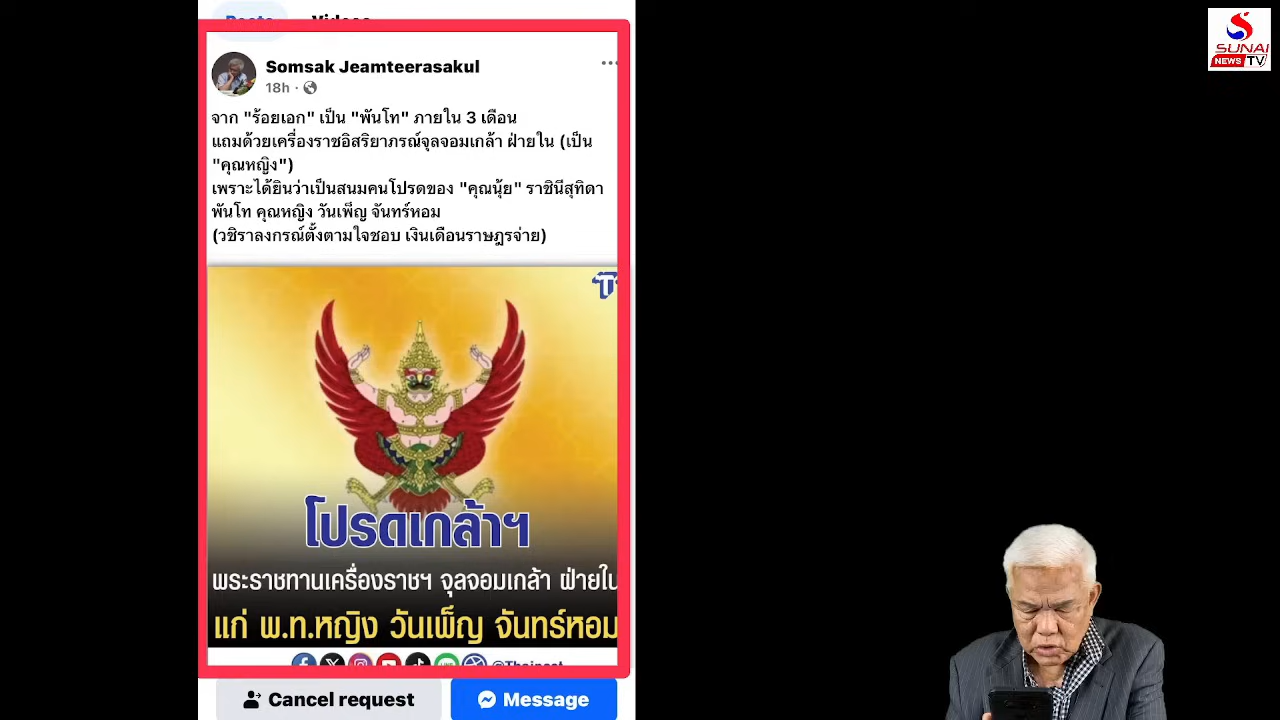 Posts Videos
Somsak Jeamteerasakul
18h
จาก "ร้อยเอก" เป็น "พันโท" ภายใน 3 เดือน
แถมด้วยเครื่องราชอิสริยาภรณ์จุลจอมเกล้า ฝ่ายใน (เป็น
"คุณหญิง")
เพราะได้ยินว่าเป็นสนมคนโปรดของ "คุณนุ้ย" ราชินีสุทิดา
พันโท คุณหญิง วันเพ็ญ จันทร์หอม
(วชิราลงกรณ์ตั้งตามใจชอบ เงินเดือนราษฎรจ่าย)
โปรดเกล้าฯ
พระราชทานเครื่องราชฯ จุลจอมเกล้า ฝ่ายใน
แก่ พ.ท.หญิง วันเพ็ญ จันทร์หอม
@Thaipost
Cancel request
Message
SUNAI
NEWS TV